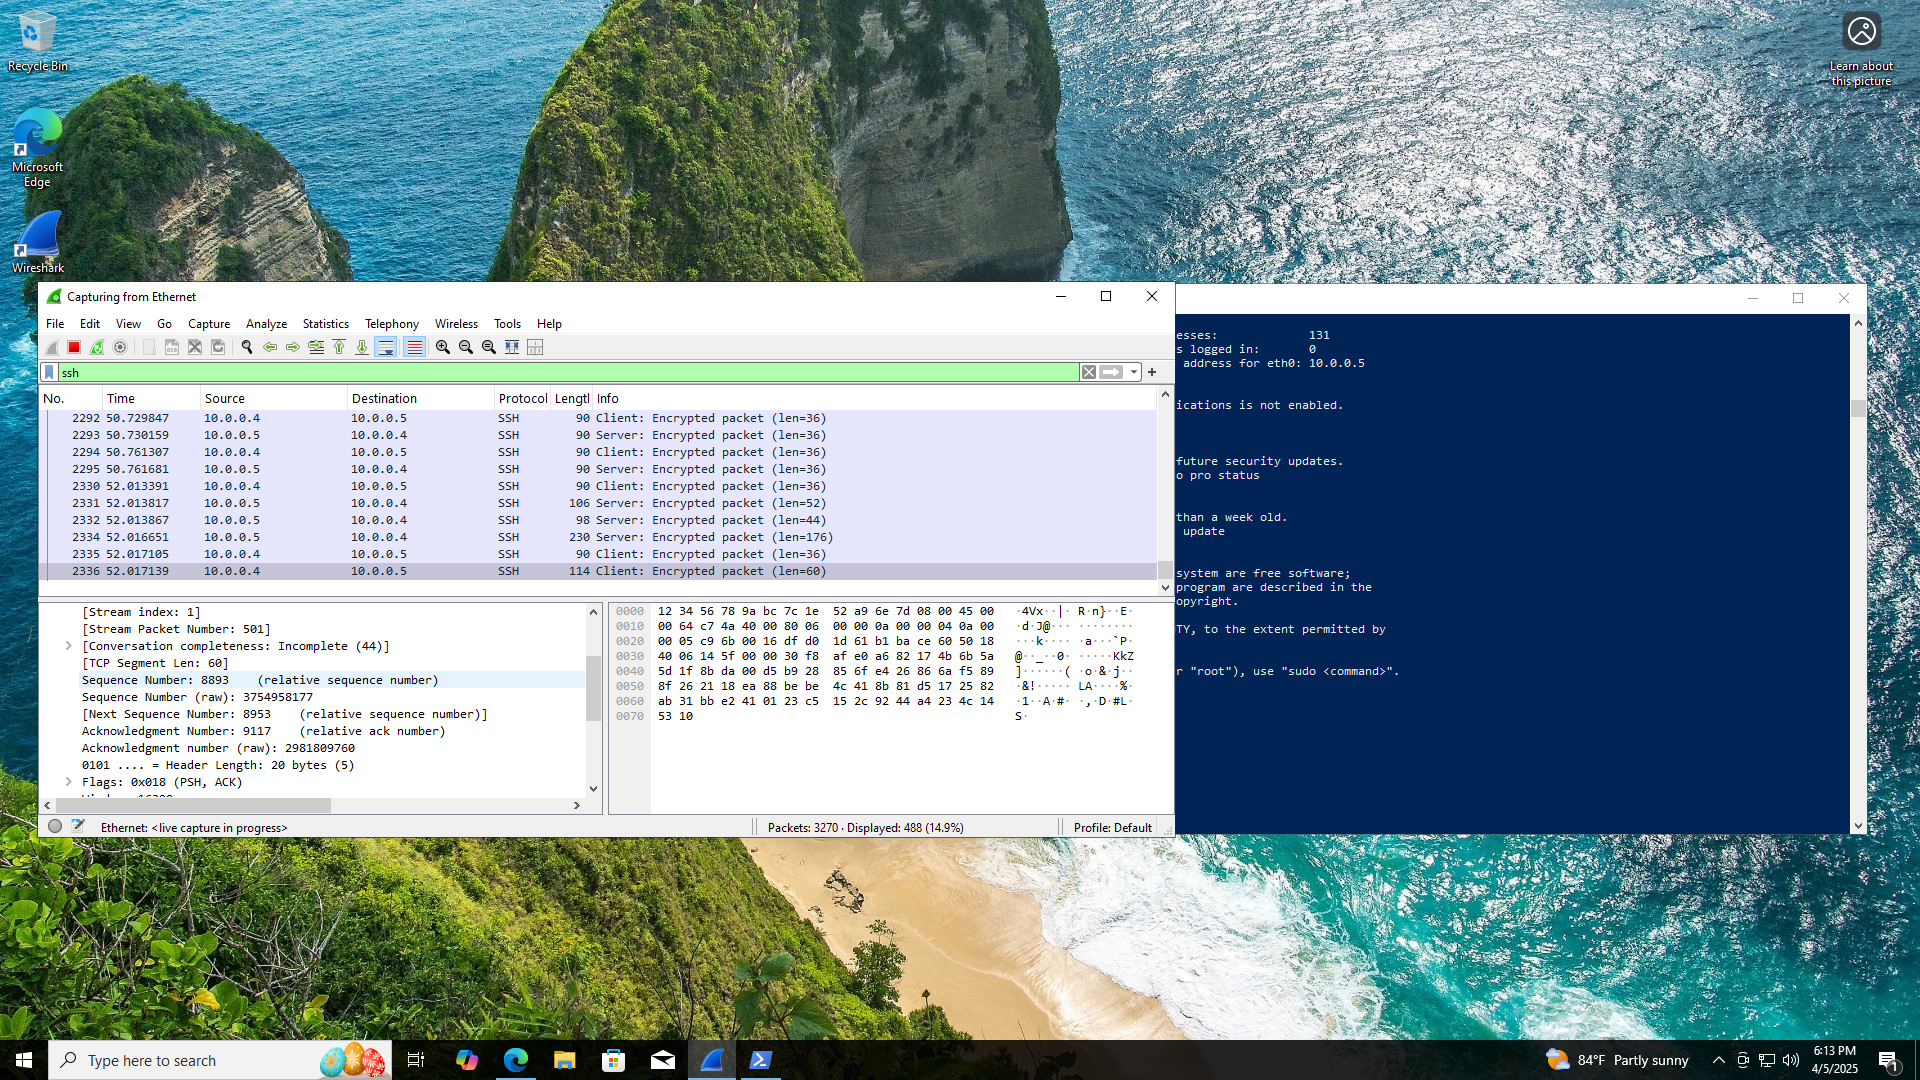 Recycle Bin
Microsoft
Edge
Wireshark
Learn about
this picture
Capturing from Ethernet
File Edit View Go Capture Analyze Statistics Telephony Wireless Tools Help
ssh
No. Time Source Destination Protocol Lengtl Info
2292 50.729847 10.0.0.4 10.0.0.5 SSH 90 Client: Encrypted packet (len=36)
2293 50.730159 10.0.0.5 10.0.0.4 SSH 90 Server: Encrypted packet (len=36)
2294 50.761307 10.0.0.4 10.0.0.5 SSH 90 Client: Encrypted packet (len=36)
2295 50.761681 10.0.0.5 10.0.0.4 SSH 90 Server: Encrypted packet (len=36)
2330 52.013391 10.0.0.4 10.0.0.5 SSH 90 Client: Encrypted packet (len=36)
2331 52.013817 10.0.0.5 10.0.0.4 SSH 106 Server: Encrypted packet (len=52)
2332 52.013867 10.0.0.5 10.0.0.4 SSH 98 Server: Encrypted packet (len=44)
2334 52.016651 10.0.0.5 10.0.0.4 SSH 230 Server: Encrypted packet (len=176)
2335 52.017105 10.0.0.4 10.0.0.5 SSH 90 Client: Encrypted packet (len=36)
2336 52.017139 10.0.0.4 10.0.0.5 SSH 114 Client: Encrypted packet (len=60)
[Stream index: 1]
[Stream Packet Number: 501]
[Conversation completeness: Incomplete (44)]
[TCP Segment Len: 60]
Sequence Number: 8893 (relative sequence number)
Sequence Number (raw): 3754958177
[Next Sequence Number: 8953 (relative sequence number)]
Acknowledgment Number: 9117 (relative ack number)
Acknowledgment number (raw): 2981809760
0101 .... = Header Length: 20 bytes (5)
Flags: 0x018 (PSH, ACK)
0000 12 34 56 78 9a bc 7c 1e 52 a9 6e 7d 08 00 45 00 ·4Vx··|· R·n}··E·
0010 00 64 c7 4a 40 00 80 06 00 00 0a 00 00 04 0a 00 ·d·J@··· ········
0020 00 05 c9 6b 00 16 df d0 1d 61 b1 ba ce 60 50 18 ···k···· ·a···`P·
0030 40 06 14 5f 00 00 30 f8 af e0 a6 82 17 4b 6b 5a @··_··0· ·····KkZ
0040 5d 1f 8b da 00 d5 b9 28 85 6f e4 26 86 6a f5 89 ]······( ·o·&·j··
0050 8f 26 21 18 ea 88 be be 4c 41 8b 81 d5 17 25 82 ·&!····· LA····%·
0060 ab 31 bb e2 41 01 23 c5 15 2c 92 44 a4 23 4c 14 ·1··A·#· ·,·D·#L·
0070 53 10 S·
Ethernet: <live capture in progress>
Packets: 3270 · Displayed: 488 (14.9%)
Profile: Default
esses: 131
s logged in: 0
address for eth0: 10.0.0.5
ications is not enabled.
future security updates.
o pro status
than a week old.
update
system are free software;
program are described in the
opyright.
TY, to the extent permitted by
r "root"), use "sudo <command>".
Type here to search
84°F Partly sunny
6:13 PM
4/5/2025
1